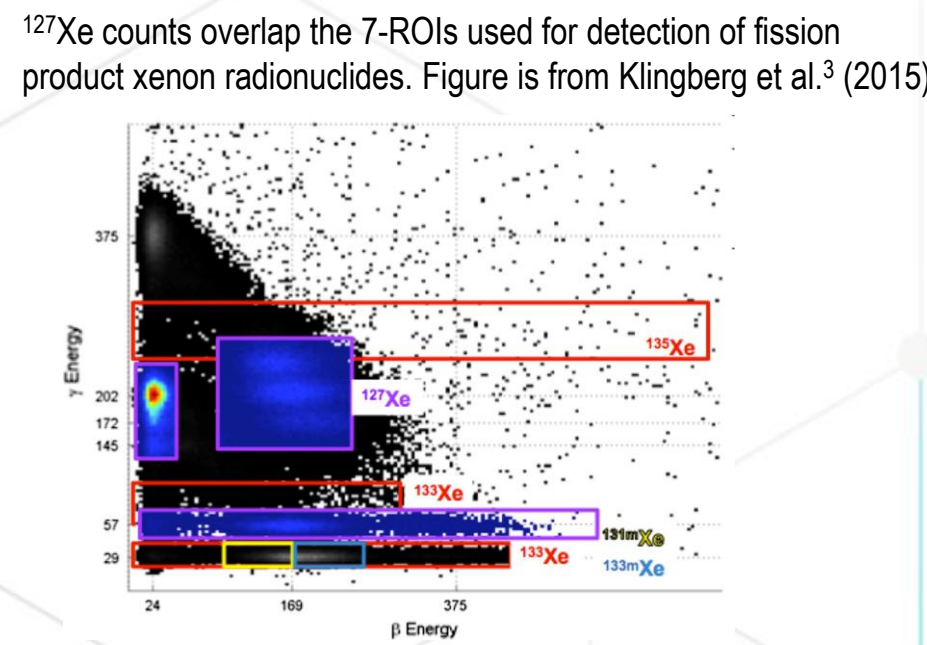 ¹²⁷Xe counts overlap the 7-ROIs used for detection of fission
product xenon radionuclides. Figure is from Klingberg et al.³ (2015)
375
¹³⁵Xe
γ Energy
202
¹²⁷Xe
172
145
¹³³Xe
57
¹³¹ᵐXe
29
¹³³Xe
¹³³ᵐXe
24 169 375
β Energy